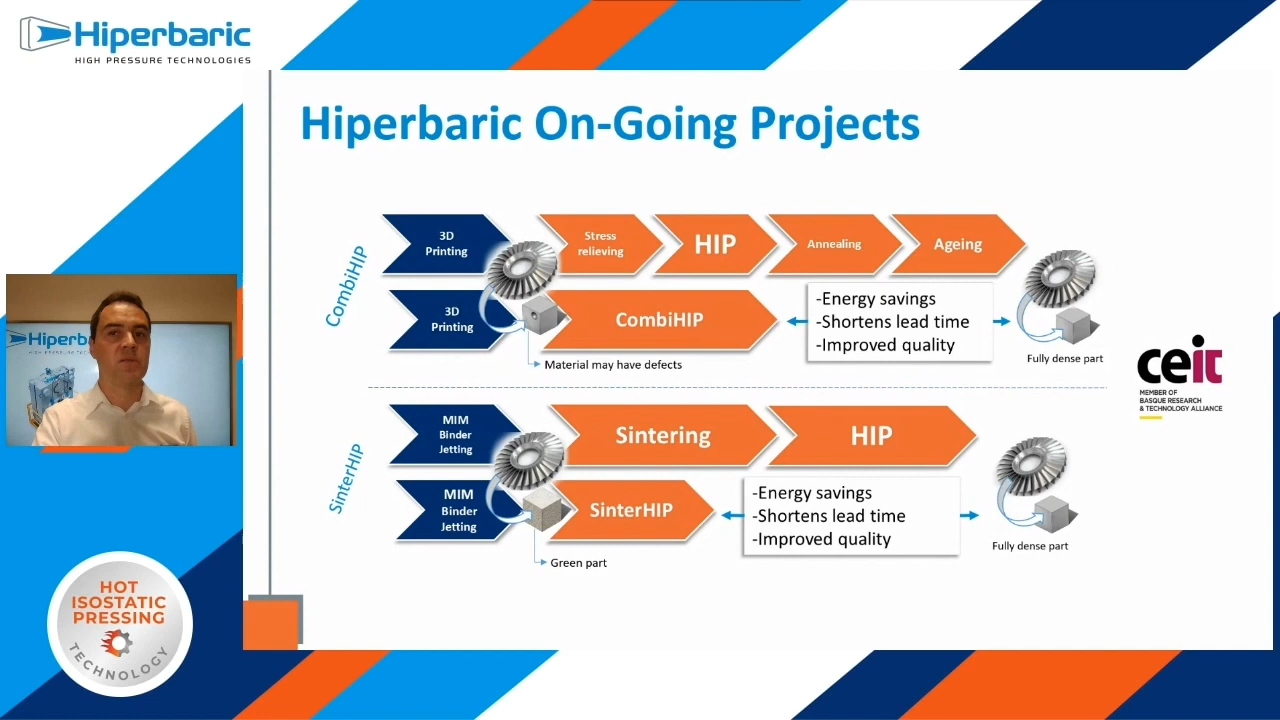 Hiperbaric
HIGH PRESSURE TECHNOLOGIES
Hiperbaric On-Going Projects
CombiHIP
3D
Printing
Stress
relieving
HIP
Annealing
Ageing
3D
Printing
CombiHIP
-Energy savings
-Shortens lead time
-Improved quality
Material may have defects
Fully dense part
ceit
MEMBER OF
BASQUE RESEARCH
& TECHNOLOGY ALLIANCE
SinterHIP
MIM
Binder
Jetting
Sintering
HIP
MIM
Binder
Jetting
SinterHIP
-Energy savings
-Shortens lead time
-Improved quality
Green part
Fully dense part
HOT
ISOSTATIC
PRESSING
TECHNOLOGY